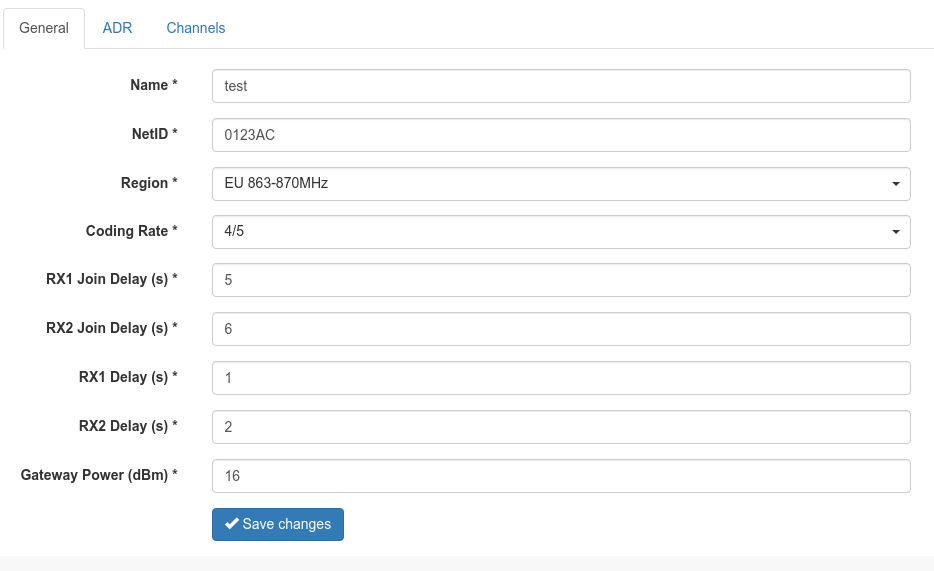 General ADR Channels
Name * test
NetID * 0123AC
Region * EU 863-870MHz
Coding Rate * 4/5
RX1 Join Delay (s) * 5
RX2 Join Delay (s) * 6
RX1 Delay (s) * 1
RX2 Delay (s) * 2
Gateway Power (dBm) * 16
Save changes